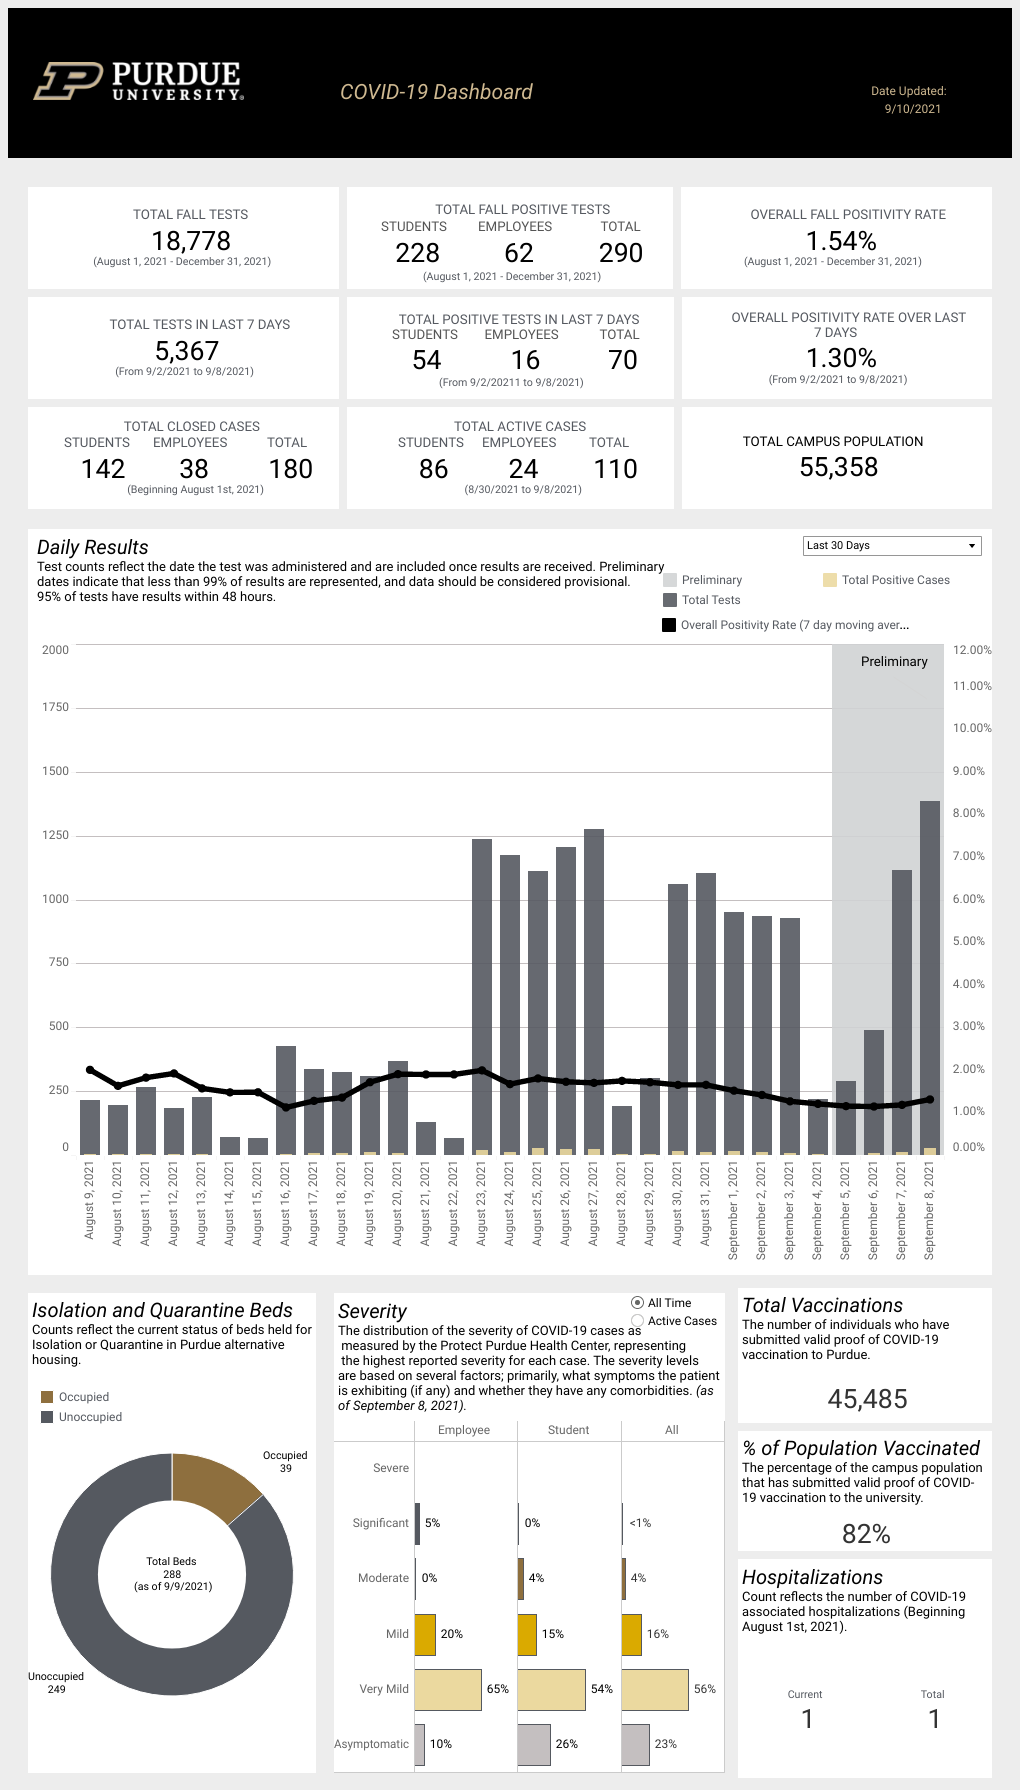 PURDUE
UNIVERSITY®
COVID-19 Dashboard
Date Updated:
9/10/2021
TOTAL FALL TESTS
18,778
(August 1, 2021 - December 31, 2021)
TOTAL FALL POSITIVE TESTS
STUDENTS EMPLOYEES TOTAL
228 62 290
(August 1, 2021 - December 31, 2021)
OVERALL FALL POSITIVITY RATE
1.54%
(August 1, 2021 - December 31, 2021)
TOTAL TESTS IN LAST 7 DAYS
5,367
(From 9/2/2021 to 9/8/2021)
TOTAL POSITIVE TESTS IN LAST 7 DAYS
STUDENTS EMPLOYEES TOTAL
54 16 70
(From 9/2/20211 to 9/8/2021)
OVERALL POSITIVITY RATE OVER LAST
7 DAYS
1.30%
(From 9/2/2021 to 9/8/2021)
TOTAL CLOSED CASES
STUDENTS EMPLOYEES TOTAL
142 38 180
(Beginning August 1st, 2021)
TOTAL ACTIVE CASES
STUDENTS EMPLOYEES TOTAL
86 24 110
(8/30/2021 to 9/8/2021)
TOTAL CAMPUS POPULATION
55,358
Daily Results
Test counts reflect the date the test was administered and are included once results are received. Preliminary
dates indicate that less than 99% of results are represented, and data should be considered provisional.
95% of tests have results within 48 hours.
Last 30 Days
Preliminary
Total Positive Cases
Total Tests
Overall Positivity Rate (7 day moving aver...
Preliminary
2000
1750
1500
1250
1000
750
500
250
0
12.00%
11.00%
10.00%
9.00%
8.00%
7.00%
6.00%
5.00%
4.00%
3.00%
2.00%
1.00%
0.00%
August 9, 2021
August 10, 2021
August 11, 2021
August 12, 2021
August 13, 2021
August 14, 2021
August 15, 2021
August 16, 2021
August 17, 2021
August 18, 2021
August 19, 2021
August 20, 2021
August 21, 2021
August 22, 2021
August 23, 2021
August 24, 2021
August 25, 2021
August 26, 2021
August 27, 2021
August 28, 2021
August 29, 2021
August 30, 2021
August 31, 2021
September 1, 2021
September 2, 2021
September 3, 2021
September 4, 2021
September 5, 2021
September 6, 2021
September 7, 2021
September 8, 2021
Isolation and Quarantine Beds
Counts reflect the current status of beds held for
Isolation or Quarantine in Purdue alternative
housing.
Occupied
Unoccupied
Occupied
39
Total Beds
288
(as of 9/9/2021)
Unoccupied
249
Severity
All Time
Active Cases
The distribution of the severity of COVID-19 cases as
measured by the Protect Purdue Health Center, representing
the highest reported severity for each case. The severity levels
are based on several factors; primarily, what symptoms the patient
is exhibiting (if any) and whether they have any comorbidities. (as
of September 8, 2021).
Employee Student All
Severe
Significant 5% 0% <1%
Moderate 0% 4% 4%
Mild 20% 15% 16%
Very Mild 65% 54% 56%
Asymptomatic 10% 26% 23%
Total Vaccinations
The number of individuals who have
submitted valid proof of COVID-19
vaccination to Purdue.
45,485
% of Population Vaccinated
The percentage of the campus population
that has submitted valid proof of COVID-
19 vaccination to the university.
82%
Hospitalizations
Count reflects the number of COVID-19
associated hospitalizations (Beginning
August 1st, 2021).
Current Total
1 1